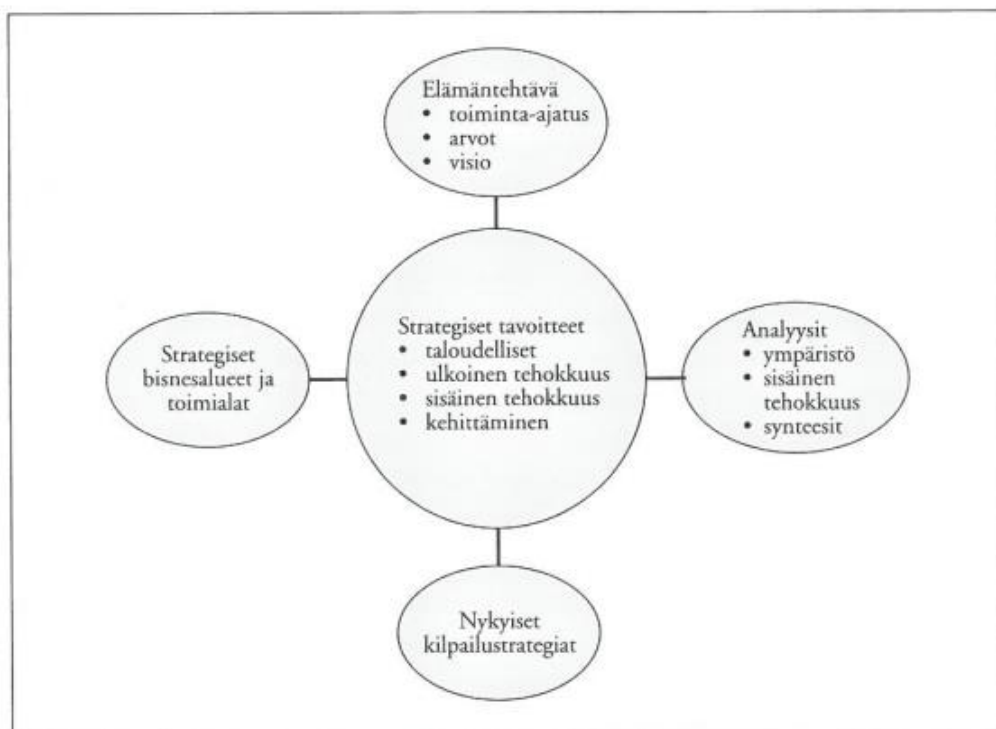 Elämäntehtävä
• toiminta-ajatus
• arvot
• visio
Strategiset
bisnesalueet ja
toimialat
Strategiset tavoitteet
• taloudelliset
• ulkoinen tehokkuus
• sisäinen tehokkuus
• kehittäminen
Analyysit
• ympäristö
• sisäinen
tehokkuus
• synteesit
Nykyiset
kilpailustrategiat